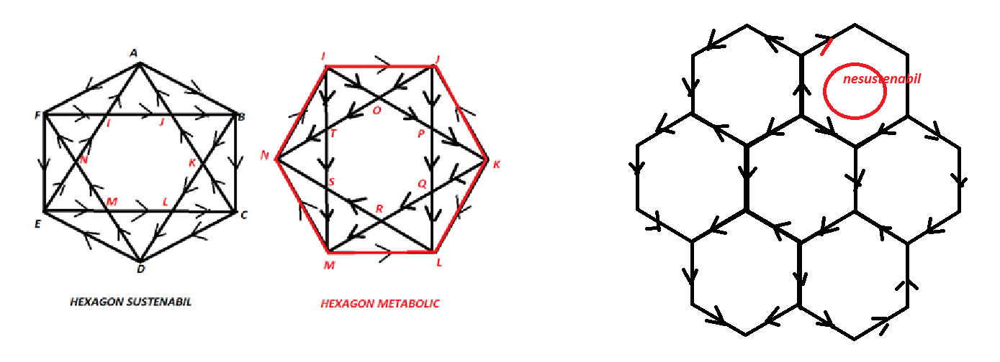 A
F
B
I
J
N
K
M
L
E
C
D
HEXAGON SUSTENABIL
I
J
O
T
P
N
K
S
Q
R
M
L
HEXAGON METABOLIC
nesustenabil